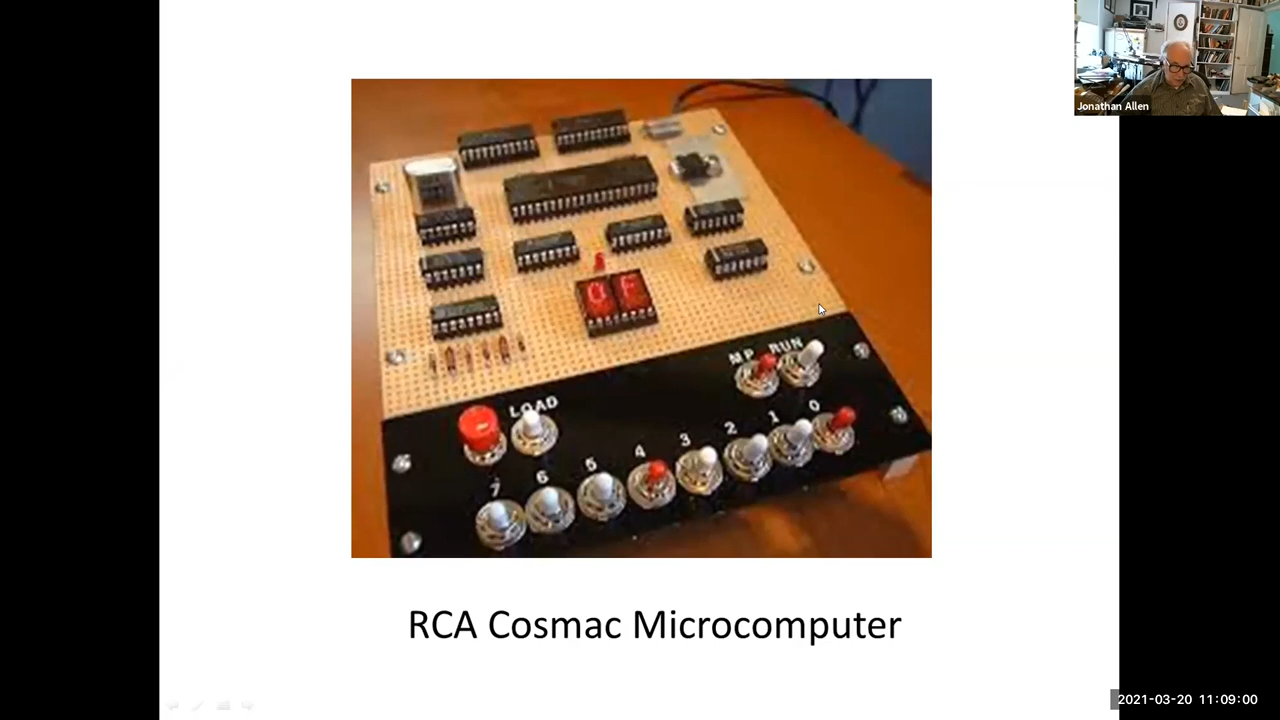 Jonathan Allen
0F
MP RUN
LOAD
7 6 5 4 3 2 1 0
RCA Cosmac Microcomputer
2021-03-20 11:09:00